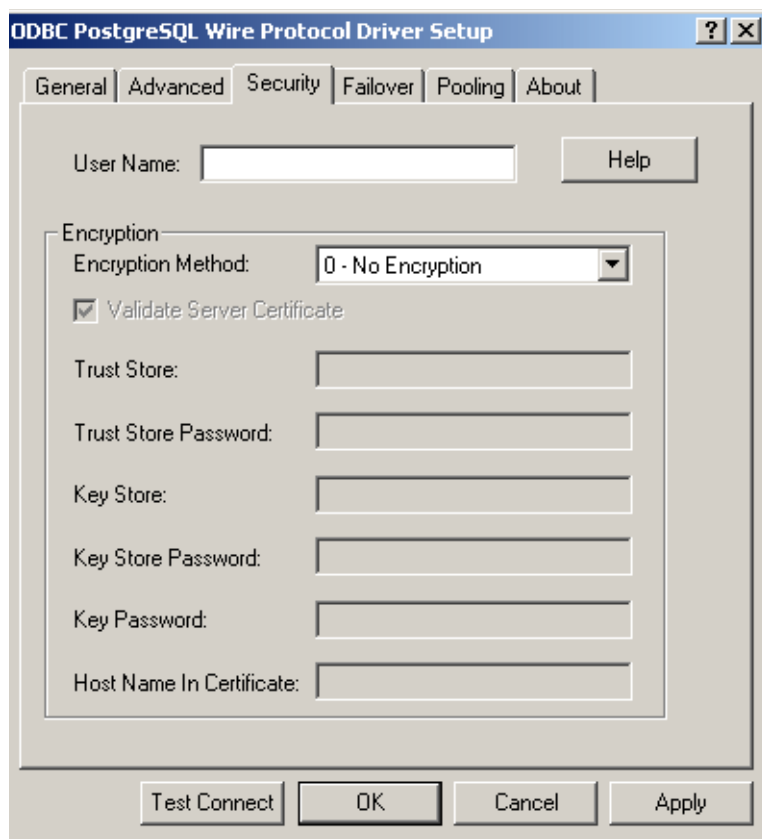 ODBC PostgreSQL Wire Protocol Driver Setup
General Advanced Security Failover Pooling About
User Name: Help
Encryption
Encryption Method: 0 - No Encryption
Validate Server Certificate
Trust Store:
Trust Store Password:
Key Store:
Key Store Password:
Key Password:
Host Name In Certificate:
Test Connect OK Cancel Apply